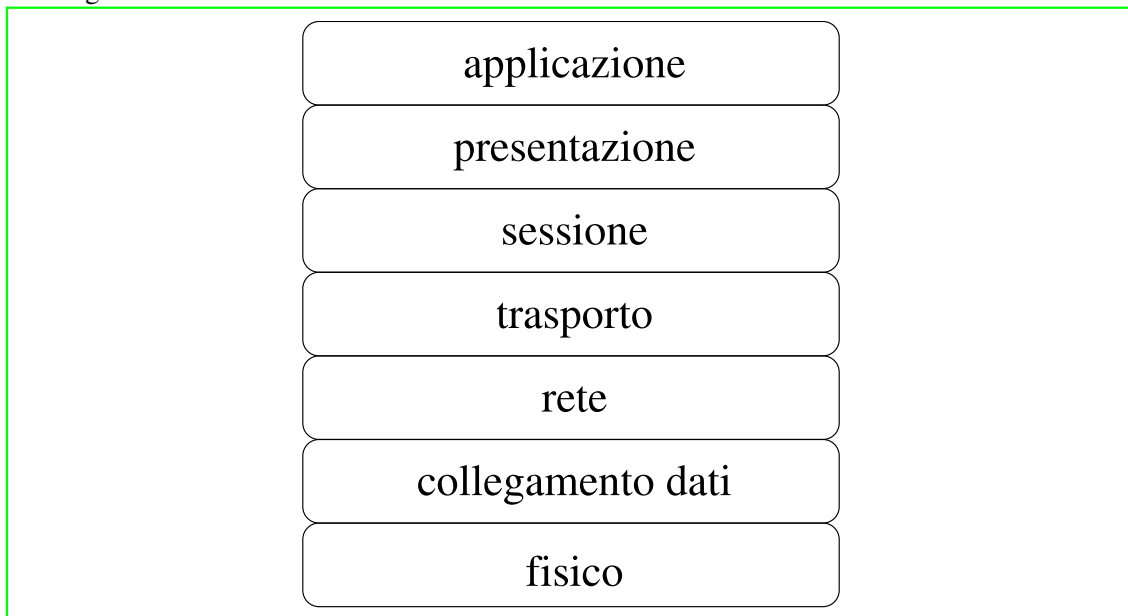 applicazione
presentazione
sessione
trasporto
rete
collegamento dati
fisico